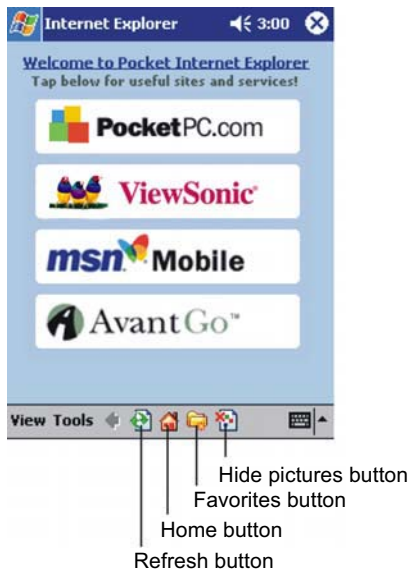 Internet Explorer 3:00
Welcome to Pocket Internet Explorer
Tap below for useful sites and services!
PocketPC.com
ViewSonic®
msn Mobile
AvantGo™
View Tools
Hide pictures button
Favorites button
Home button
Refresh button